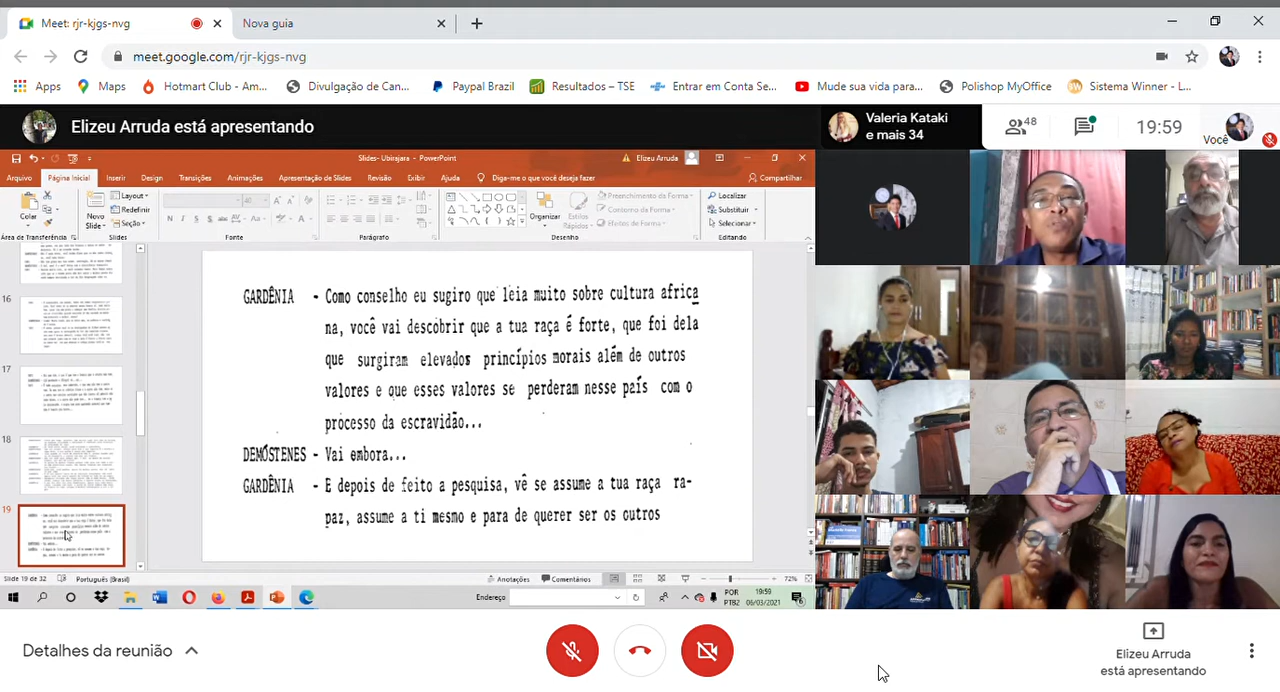 Meet: rjr-kjgs-nvg
Nova guia
meet.google.com/rjr-kjgs-nvg
Apps
Maps
Hotmart Club - Am...
Divulgação de Can...
Paypal Brazil
Resultados – TSE
Entrar em Conta Se...
Mude sua vida para...
Polishop MyOffice
Sistema Winner - L...
Elizeu Arruda está apresentando
Valeria Kataki
e mais 34
48
19:59
Você
Slides- Ubirajara - PowerPoint
Elizeu Arruda
Arquivo
Página Inicial
Inserir
Design
Transições
Animações
Apresentação de Slides
Revisão
Exibir
Ajuda
Diga-me o que você deseja fazer
Compartilhar
Colar
Novo
Slide
Layout
Redefinir
Seção
Organizar
Estilos
Rápidos
Preenchimento da Forma
Contorno da Forma
Efeitos de Forma
Localizar
Substituir
Selecionar
Área de Transferência
Slides
Fonte
Parágrafo
Desenho
Editando
16
17
18
19
GARDÊNIA - Como conselho eu sugiro que leia muito sobre cultura africa
na, você vai descobrir que a sua raça é forte, que foi dela
que surgiram elevados princípios morais além de outros
valores e que esses valores se perderam nesse país com o
processo da escravidão...
DEMÓSTENES - Vai embora...
GARDÊNIA - E depois de feito a pesquisa, vê se assume a tua raça ra-
paz, assume a ti mesmo e para de querer ser os outros
Slide 19 de 32
Português (Brasil)
Anotações
Comentários
72%
Endereço
POR
PTB2
19:59
06/03/2021
Detalhes da reunião
Elizeu Arruda
está apresentando